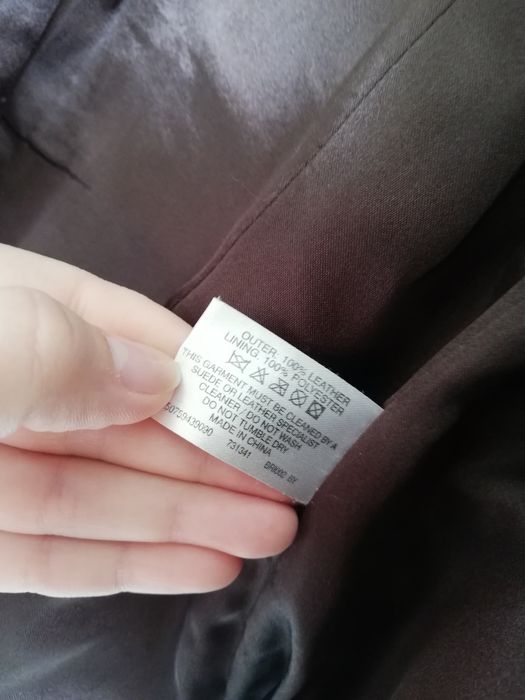 OUTER: 100% LEATHER
LINING: 100% POLYESTER
THIS GARMENT MUST BE CLEANED BY A
SUEDE OR LEATHER SPECIALIST
CLEANER / DO NOT WASH
DO NOT TUMBLE DRY
MADE IN CHINA
731341